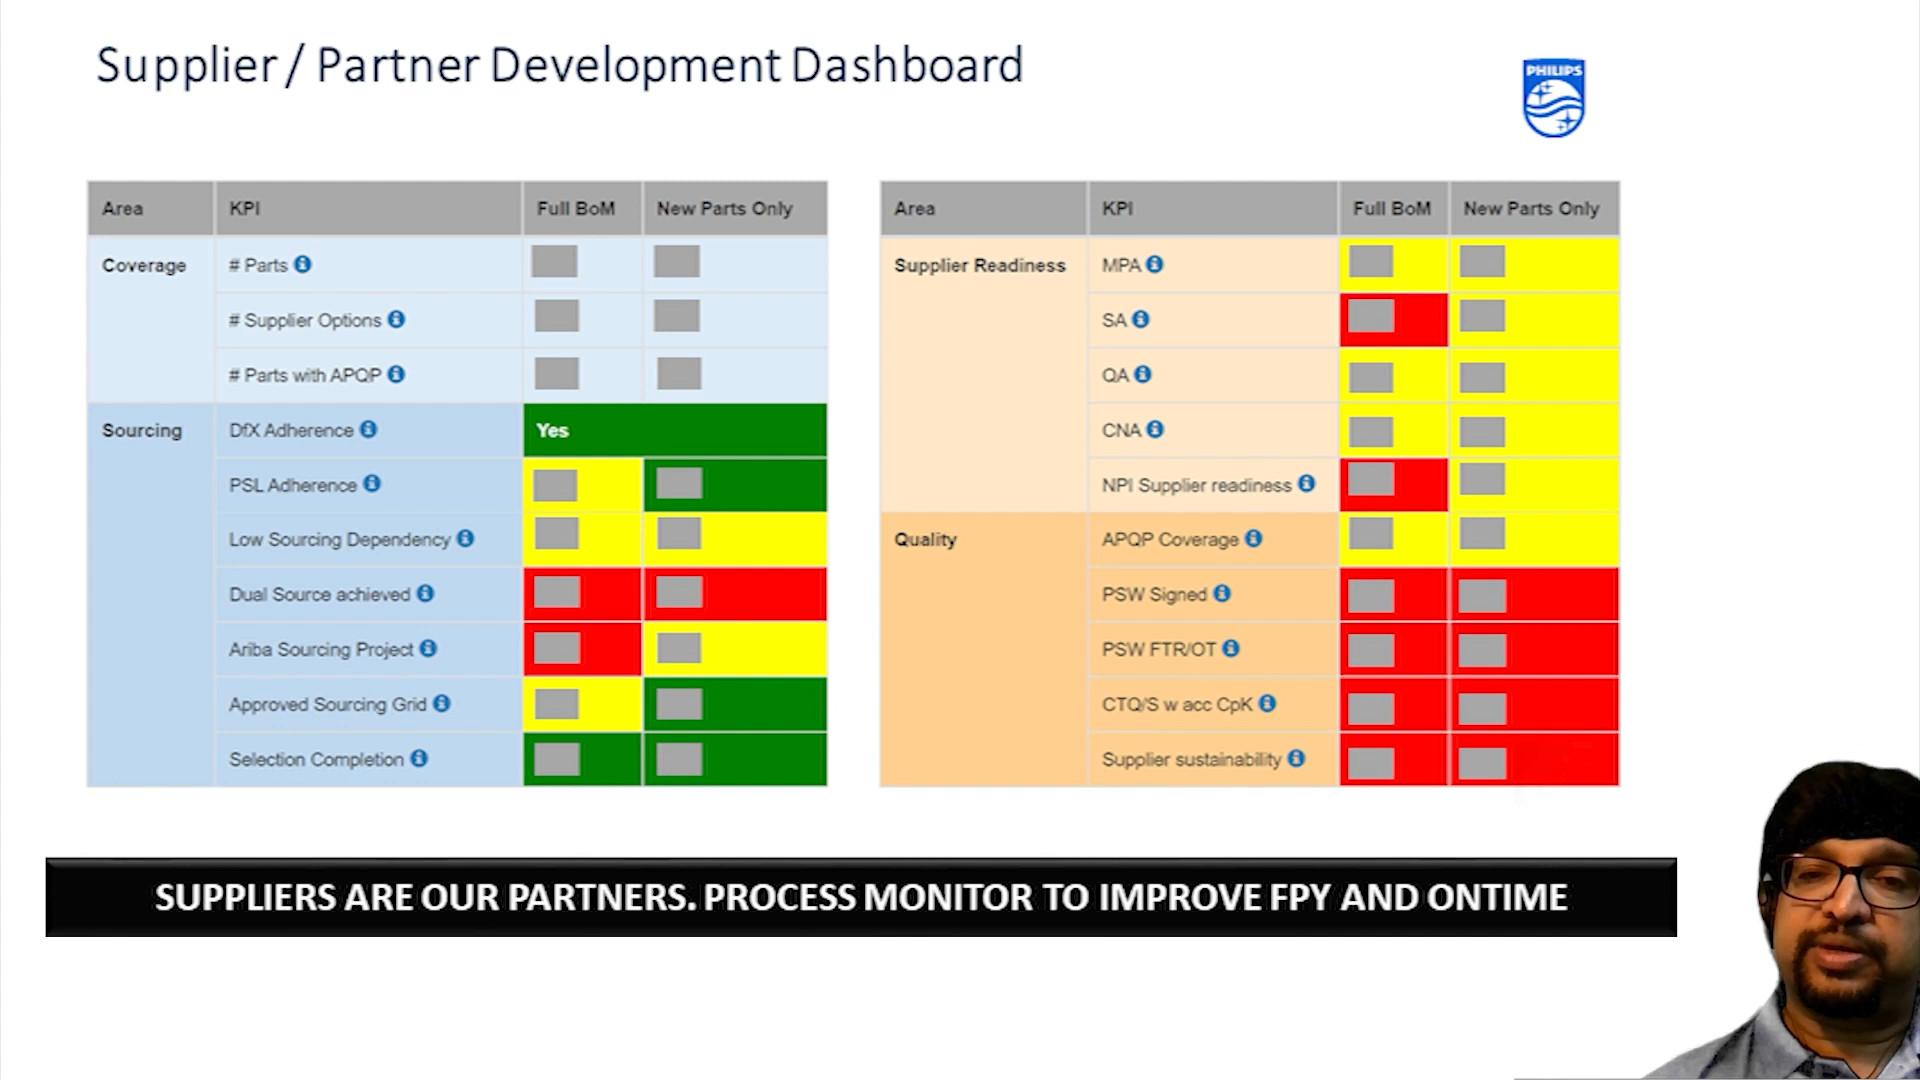 Supplier / Partner Development Dashboard
PHILIPS
Area KPI Full BoM New Parts Only
Coverage # Parts
# Supplier Options
# Parts with APQP
Sourcing DfX Adherence Yes
PSL Adherence
Low Sourcing Dependency
Dual Source achieved
Ariba Sourcing Project
Approved Sourcing Grid
Selection Completion
Area KPI Full BoM New Parts Only
Supplier Readiness MPA
SA
QA
CNA
NPI Supplier readiness
Quality APQP Coverage
PSW Signed
PSW FTR/OT
CTQ/S w acc CpK
Supplier sustainability
SUPPLIERS ARE OUR PARTNERS. PROCESS MONITOR TO IMPROVE FPY AND ONTIME